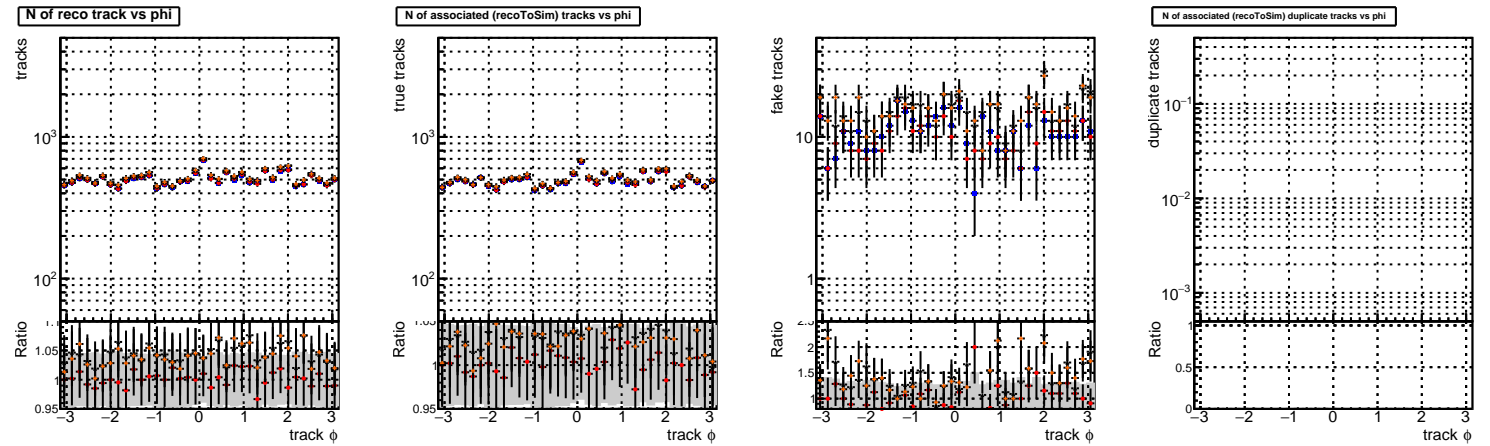 N of reco track vs phi
tracks
10³
10²
Ratio
1.1
1.05
1
0.95
−3 −2 −1 0 1 2 3
track ϕ
N of associated (recoToSim) tracks vs phi
true tracks
10³
10²
Ratio
1.05
1
0.95
−3 −2 −1 0 1 2 3
track ϕ
fake tracks
10
1
Ratio
2.5
2
1.5
1
−3 −2 −1 0 1 2 3
track ϕ
N of associated (recoToSim) duplicate tracks vs phi
duplicate tracks
10⁻¹
10⁻²
10⁻³
Ratio
1
0.5
0
−3 −2 −1 0 1 2 3
track ϕ